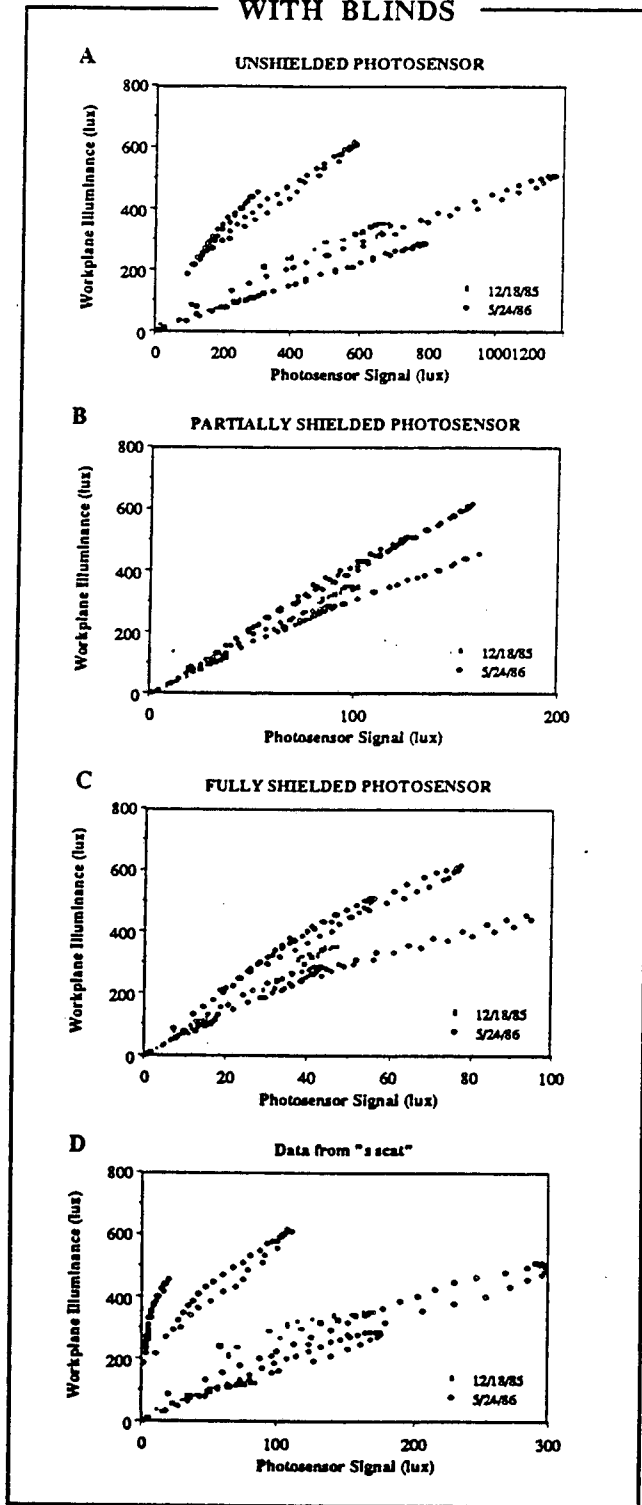 WITH BLINDS
A
UNSHIELDED PHOTOSENSOR
Workplane Illuminance (lux)
800
600
400
200
0
12/18/85
5/24/86
0 200 400 600 800 10001200
Photosensor Signal (lux)
B
PARTIALLY SHIELDED PHOTOSENSOR
Workplane Illuminance (lux)
800
600
400
200
0
12/18/85
5/24/86
0 100 200
Photosensor Signal (lux)
C
FULLY SHIELDED PHOTOSENSOR
Workplane Illuminance (lux)
800
600
400
200
0
12/18/85
5/24/86
0 20 40 60 80 100
Photosensor Signal (lux)
D
Data from "s scat"
Workplane Illuminance (lux)
800
600
400
200
0
12/18/85
5/24/86
0 100 200 300
Photosensor Signal (lux)